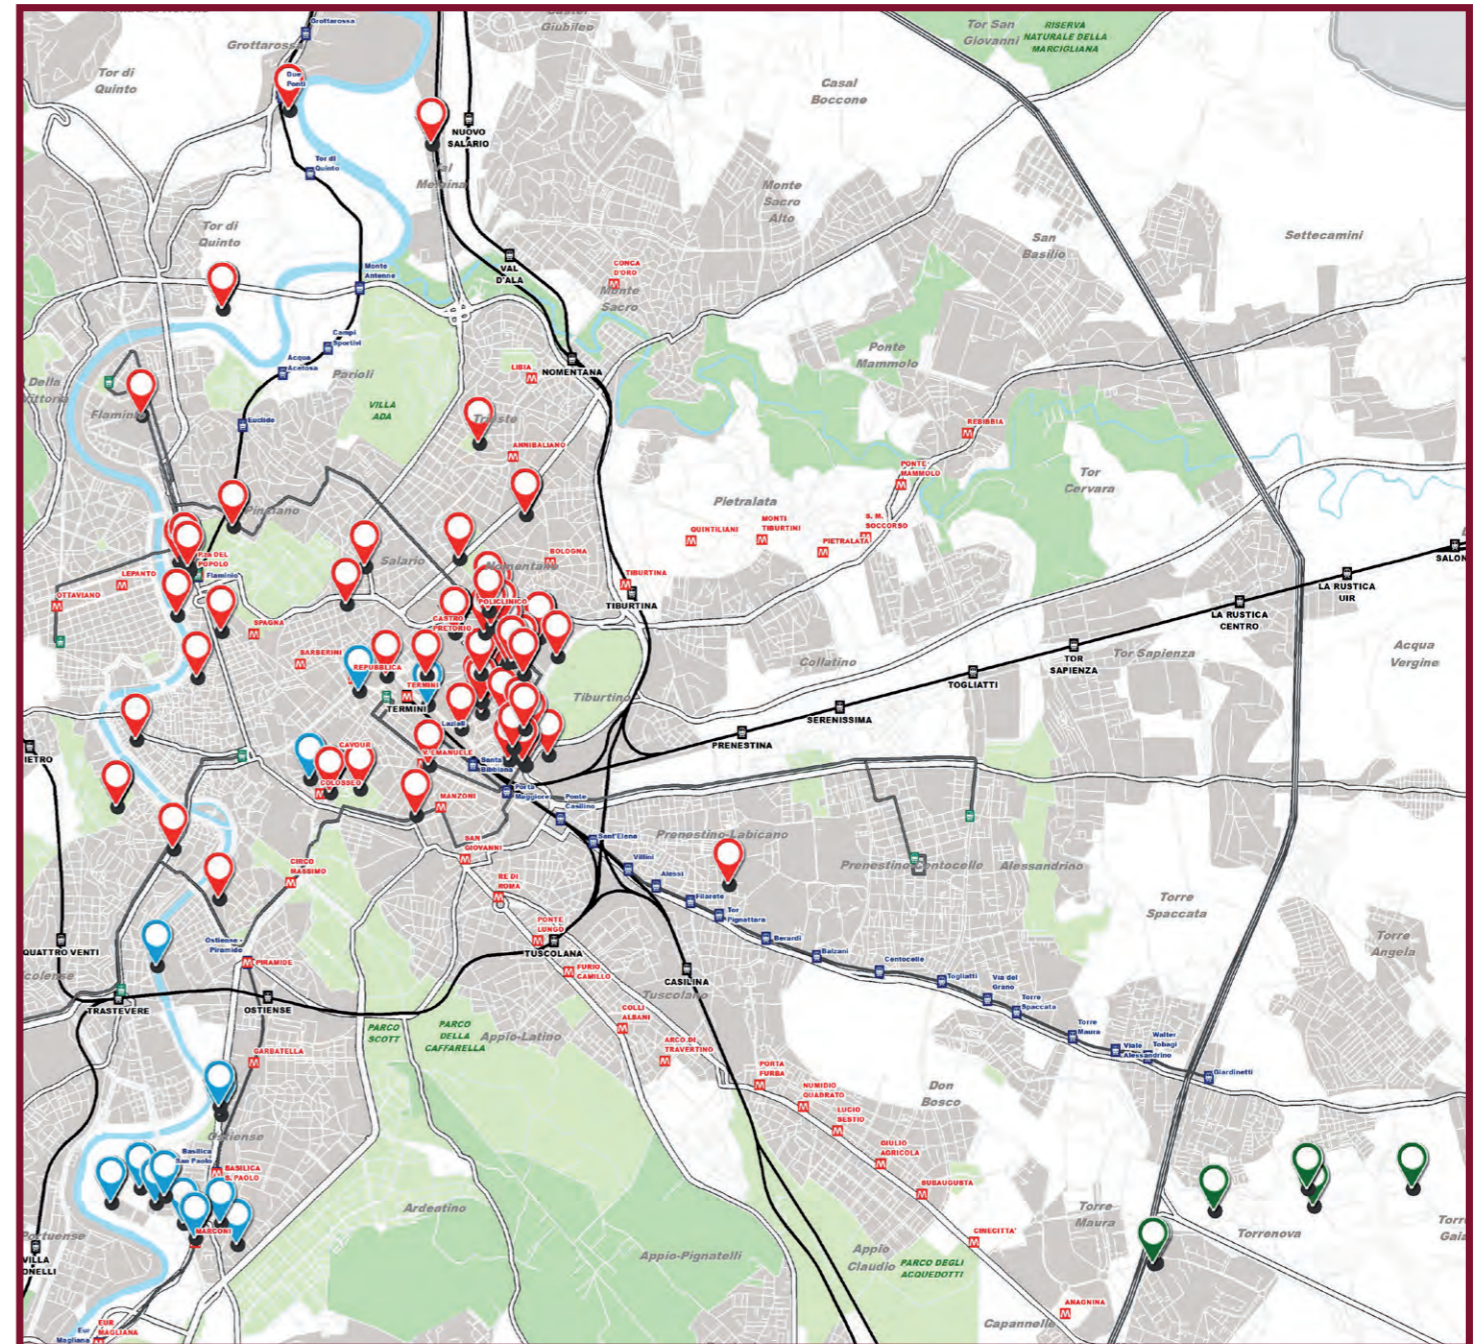 Grottarossa
Grottarossa
Giubileo
Tor San
Giovanni
RISERVA
NATURALE DELLA
MARCIGLIANA
Tor di
Quinto
Due
Ponti
Casal
Boccone
NUOVO
SALARIO
Tor di
Quinto
Monte
Sacro
Alto
Tor di
Quinto
San
Basilio
Settecamini
VAL
D'ALA
CONCA
D'ORO
Monte
Sacro
Monte
Antenne
Campi
Sportivi
Acqua
Acetosa
Parioli
Ponte
Mammolo
NOMENTANA
LIBIA
Della
Flaminio
VILLA
ADA
Trieste
Euclide
REBIBBIA
ANNIBALIANO
PONTE
MAMMOLO
Tor
Cervara
Pietralata
Pinciano
S. M.
SOCCORSO
MONTI
TIBURTINI
QUINTILIANI
PIETRALATA
P.za DEL
POPOLO
Flaminio
Salario
BOLOGNA
Nomentano
SALON
LEPANTO
OTTAVIANO
TIBURTINA
TIBURTINA
LA RUSTICA
UIR
LA RUSTICA
CENTRO
POLICLINICO
CASTRO
PRETORIO
SPAGNA
BARBERINI
REPUBBLICA
Collatino
TOR
SAPIENZA
Tor Sapienza
Acqua
Vergine
TOGLIATTI
TERMINI
TERMINI
Tiburtino
Laziali
SERENISSIMA
PRENESTINA
PIETRO
CAVOUR
V. EMANUELE
Santa
Bibbiana
COLOSSEO
MANZONI
Porta
Maggiore
Ponte
Casilino
Sant'Elena
Prenestino-Labicano
SAN
GIOVANNI
Villini
Prenestino-Centocelle
Alessandrino
CIRCO
MASSIMO
RE DI
ROMA
Alessi
Filarete
Tor
Pignattara
Torre
Spaccata
PONTE
LUNGO
TUSCOLANA
Berardi
Balzani
Centocelle
Torre
Angela
QUATTRO VENTI
Ostiense -
Piramide
PIRAMIDE
FURIO
CAMILLO
CASILINA
Togliatti
Via del
Grano
Torre
Spaccata
Tuscolano
TRASTEVERE
OSTIENSE
PARCO
SCOTT
PARCO
DELLA
CAFFARELLA
Appio-Latino
COLLI
ALBANI
Torre
Maura
Viale
Alessandrino
Walter
Tobagi
Giardinetti
GARBATELLA
ARCO DI
TRAVERTINO
PORTA
FURBA
NUMIDIO
QUADRATO
Don
Bosco
LUCIO
SESTIO
Ostiense
Basilica
San Paolo
BASILICA
S. PAOLO
GIULIO
AGRICOLA
SUBAUGUSTA
Ardeatino
Torre
Maura
Torrenova
MARCONI
Portuense
CINECITTA'
Appio-Pignatelli
Appio
Claudio
PARCO DEGLI
ACQUEDOTTI
VILLA
ANAGNINA
Capannelle
Eur
Magliana
EUR
MAGLIANA